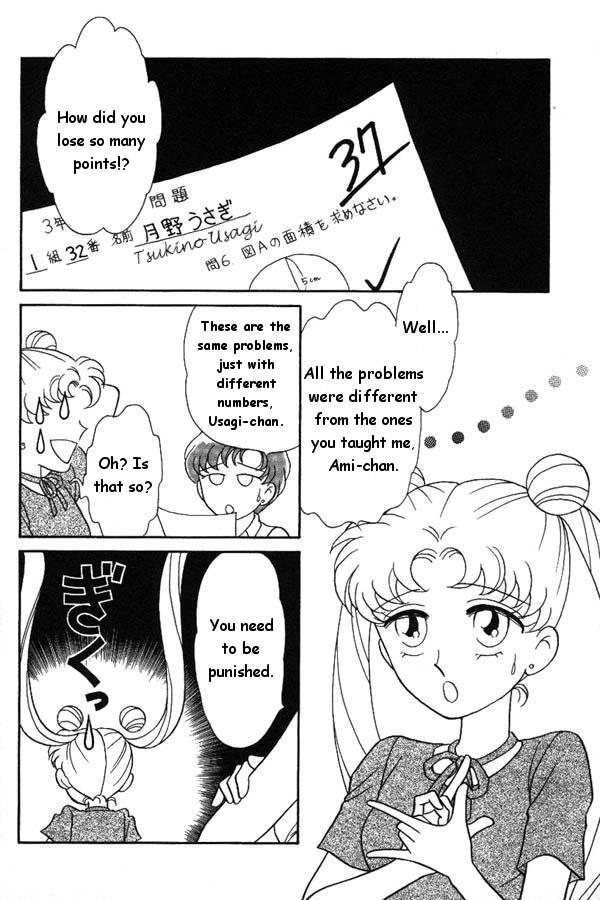 How did you
lose so many
points!?
37
問題
3年
1組32番 名前 月野うさぎ
Tsukino Usagi
問6. 図Aの面積を求めなさい。
5cm
Well...
All the problems
were different
from the ones
you taught me,
Ami-chan.
These are the
same problems,
just with
different
numbers,
Usagi-chan.
Oh? Is
that so?
You need
to be
punished.
ぎくっ